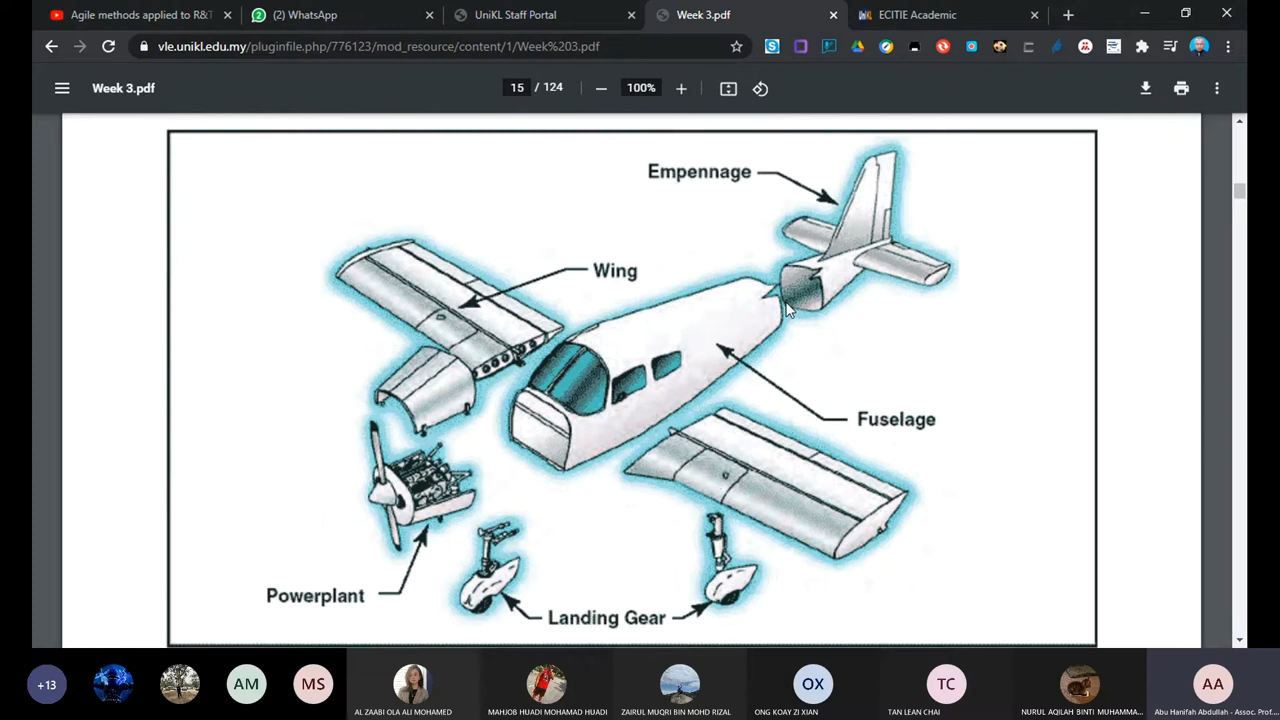 Agile methods applied to R&T
(2) WhatsApp
UniKL Staff Portal
Week 3.pdf
ECITIE Academic
vle.unikl.edu.my/pluginfile.php/776123/mod_resource/content/1/Week%203.pdf
Week 3.pdf
15 / 124
100%
Empennage
Wing
Fuselage
Powerplant
Landing Gear
+13
AM
MS
OX
TC
AA
AL ZAABI OLA ALI MOHAMED
MAHJOB HUADI MOHAMAD HUADI
ZAIRUL MUQRI BIN MOHD RIZAL
ONG KOAY ZI XIAN
TAN LEAN CHAI
NURUL AQILAH BINTI MUHAMMA...
Abu Hanifah Abdullah - Assoc. Prof...